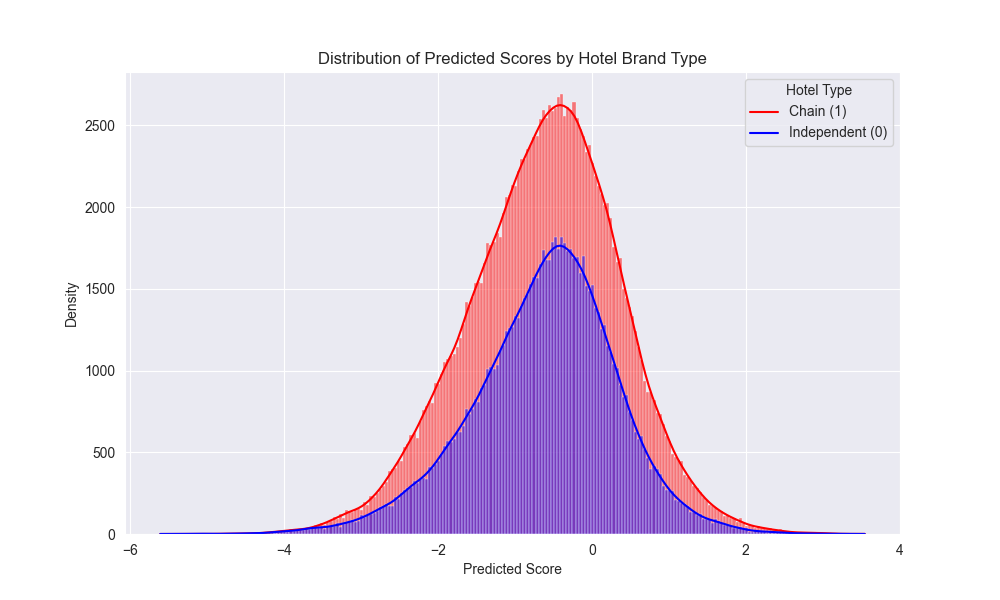 Distribution of Predicted Scores by Hotel Brand Type
Hotel Type
Chain (1)
Independent (0)
Density
2500
2000
1500
1000
500
0
−6
−4
−2
0
2
4
Predicted Score